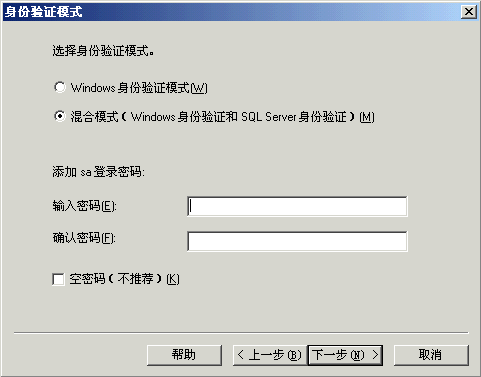 身份验证模式
选择身份验证模式。
Windows 身份验证模式(W)
混合模式（Windows 身份验证和 SQL Server 身份验证）(M)
添加 sa 登录密码:
输入密码(E):
确认密码(F):
空密码（不推荐）(K)
帮助
< 上一步(B)
下一步(N) >
取消